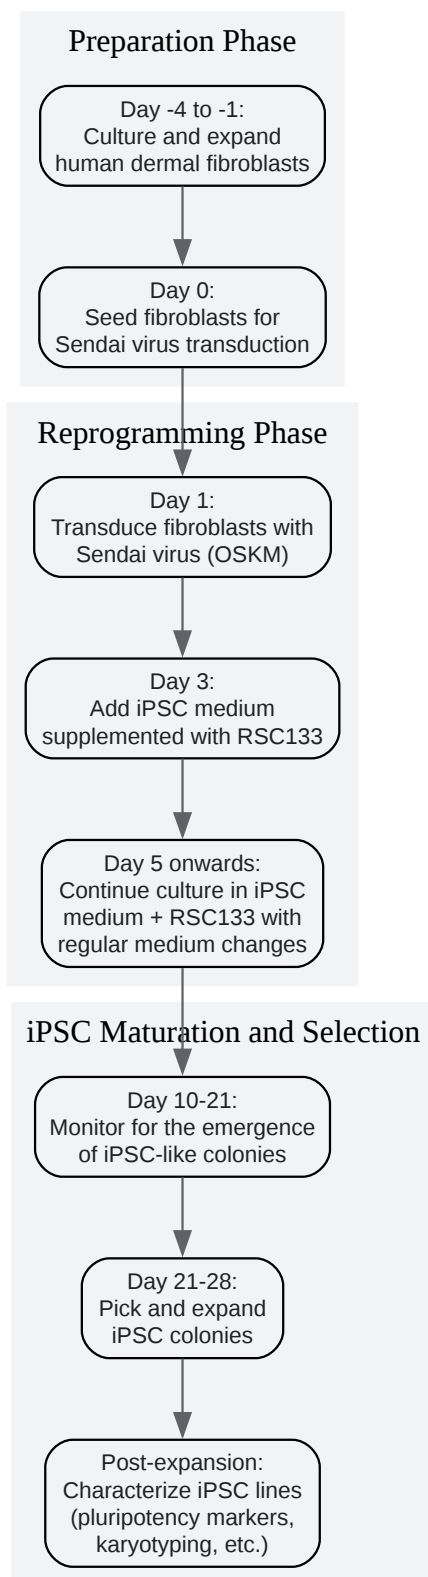 Preparation Phase
Day -4 to -1:
Culture and expand
human dermal fibroblasts
Day 0:
Seed fibroblasts for
Sendai virus transduction
Reprogramming Phase
Day 1:
Transduce fibroblasts with
Sendai virus (OSKM)
Day 3:
Add iPSC medium
supplemented with RSC133
Day 5 onwards:
Continue culture in iPSC
medium + RSC133 with
regular medium changes
iPSC Maturation and Selection
Day 10-21:
Monitor for the emergence
of iPSC-like colonies
Day 21-28:
Pick and expand
iPSC colonies
Post-expansion:
Characterize iPSC lines
(pluripotency markers,
karyotyping, etc.)